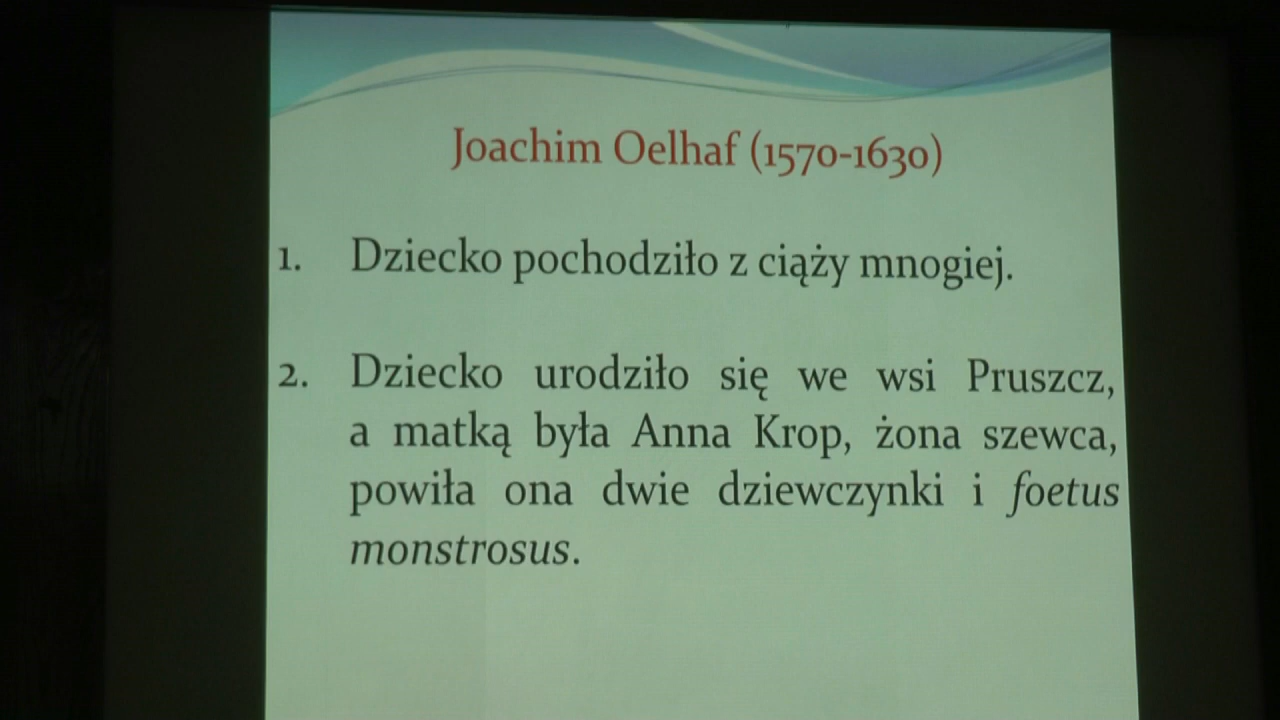 Joachim Oelhaf (1570-1630)
1. Dziecko pochodziło z ciąży mnogiej.
2. Dziecko urodziło się we wsi Pruszcz,
a matką była Anna Krop, żona szewca,
powiła ona dwie dziewczynki i foetus
monstrosus.